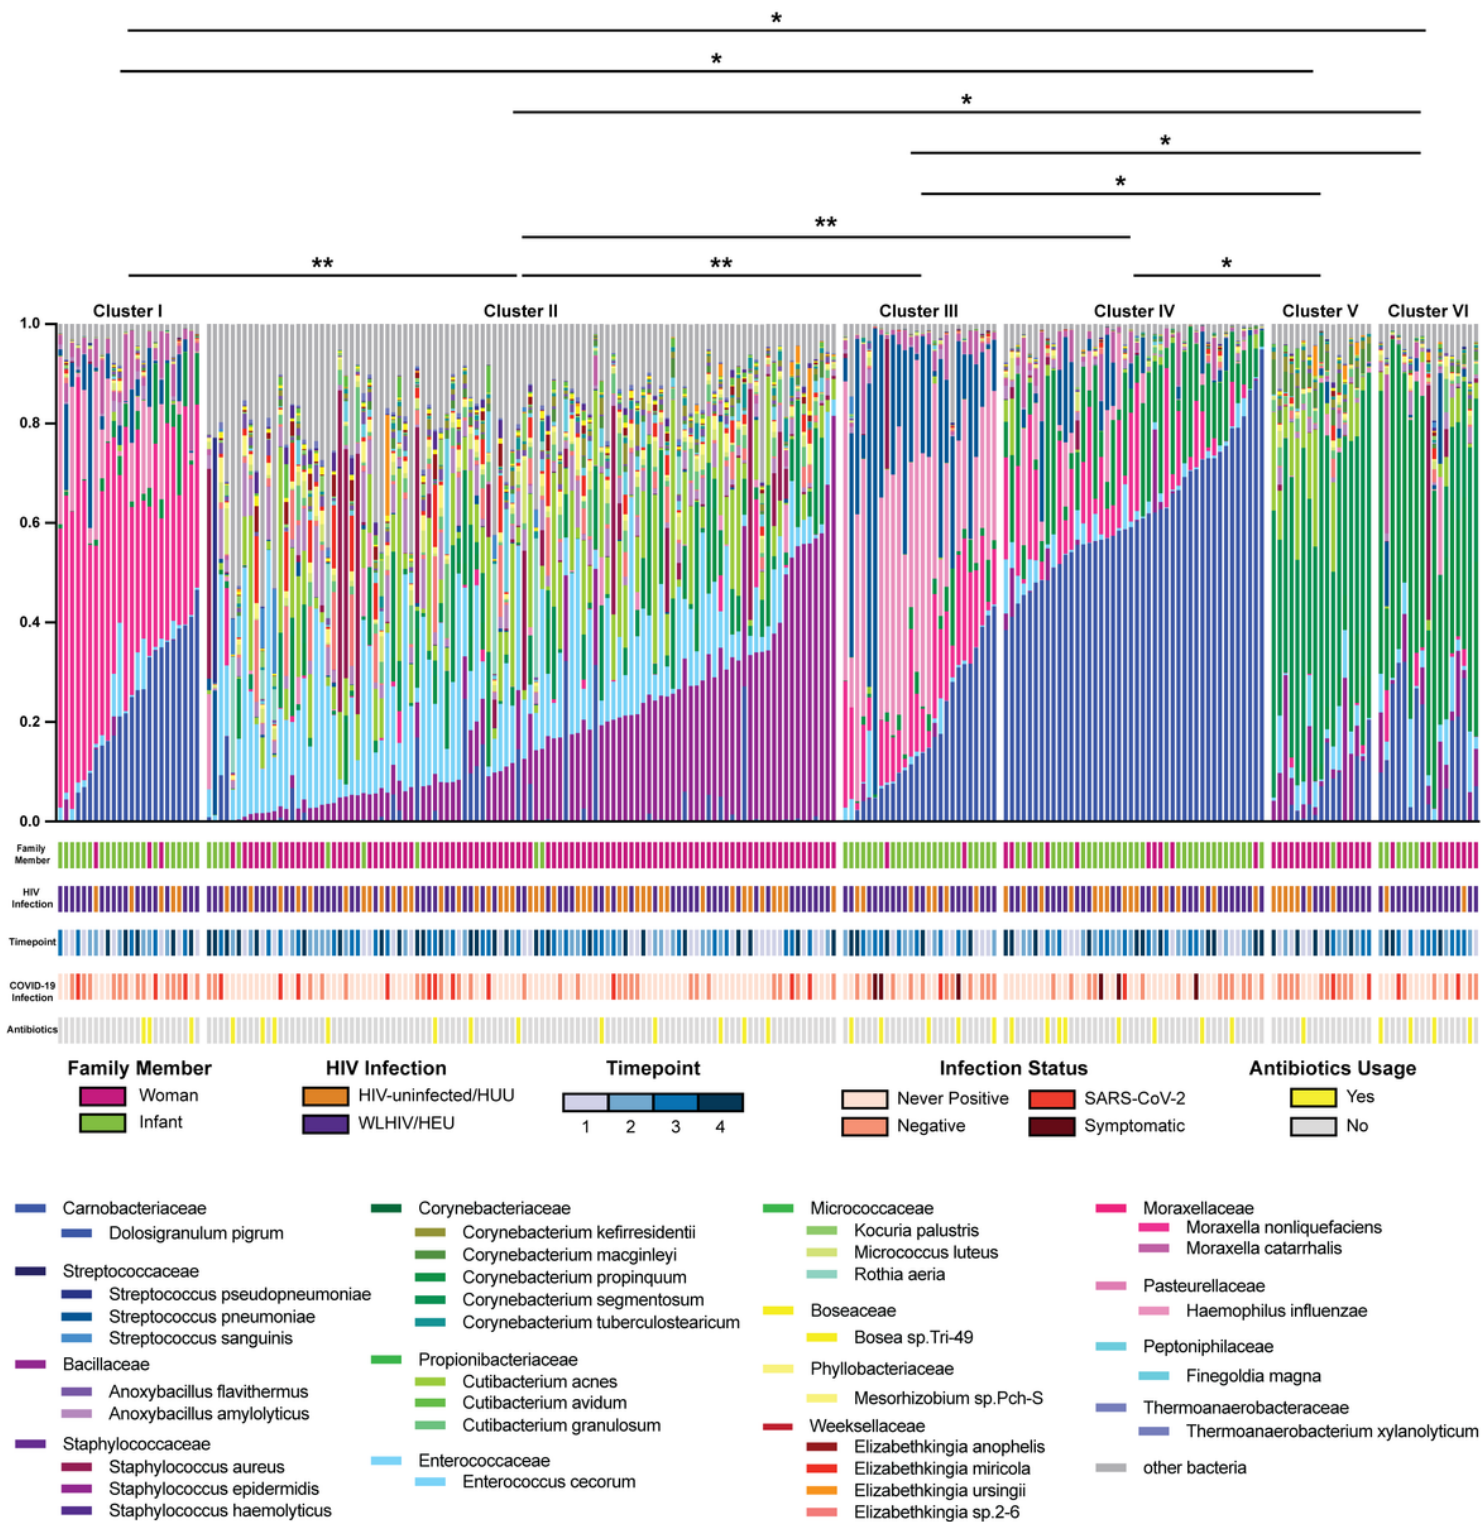 *
*
*
*
*
**
** ** *
Cluster I Cluster II Cluster III Cluster IV Cluster V Cluster VI
1.0
0.8
0.6
0.4
0.2
0.0
Family
Member
HIV
Infection
Timepoint
COVID-19
Infection
Antibiotics
Family Member HIV Infection Timepoint Infection Status Antibiotics Usage
Woman HIV-uninfected/HUU Never Positive SARS-CoV-2 Yes
Infant WLHIV/HEU 1 2 3 4 Negative Symptomatic No
Carnobacteriaceae
Dolosigranulum pigrum
Streptococcaceae
Streptococcus pseudopneumoniae
Streptococcus pneumoniae
Streptococcus sanguinis
Bacillaceae
Anoxybacillus flavithermus
Anoxybacillus amylolyticus
Staphylococcaceae
Staphylococcus aureus
Staphylococcus epidermidis
Staphylococcus haemolyticus
Corynebacteriaceae
Corynebacterium kefirresidentii
Corynebacterium macginleyi
Corynebacterium propinquum
Corynebacterium segmentosum
Corynebacterium tuberculostearicum
Propionibacteriaceae
Cutibacterium acnes
Cutibacterium avidum
Cutibacterium granulosum
Enterococcaceae
Enterococcus cecorum
Micrococcaceae
Kocuria palustris
Micrococcus luteus
Rothia aeria
Boseaceae
Bosea sp.Tri-49
Phyllobacteriaceae
Mesorhizobium sp.Pch-S
Weeksellaceae
Elizabethkingia anophelis
Elizabethkingia miricola
Elizabethkingia ursingii
Elizabethkingia sp.2-6
Moraxellaceae
Moraxella nonliquefaciens
Moraxella catarrhalis
Pasteurellaceae
Haemophilus influenzae
Peptoniphilaceae
Finegoldia magna
Thermoanaerobacteraceae
Thermoanaerobacterium xylanolyticum
other bacteria